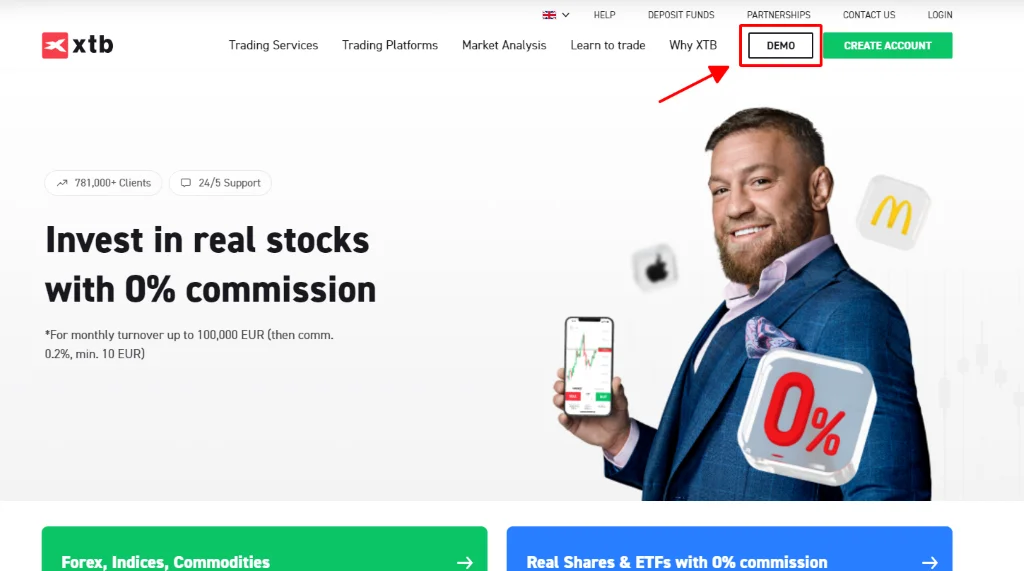 HELP
DEPOSIT FUNDS
PARTNERSHIPS
CONTACT US
LOGIN
xtb
Trading Services
Trading Platforms
Market Analysis
Learn to trade
Why XTB
DEMO
CREATE ACCOUNT
781,000+ Clients
24/5 Support
Invest in real stocks
with 0% commission
*For monthly turnover up to 100,000 EUR (then comm.
0.2%, min. 10 EUR)
0%
Forex, Indices, Commodities
Real Shares & ETFs with 0% commission